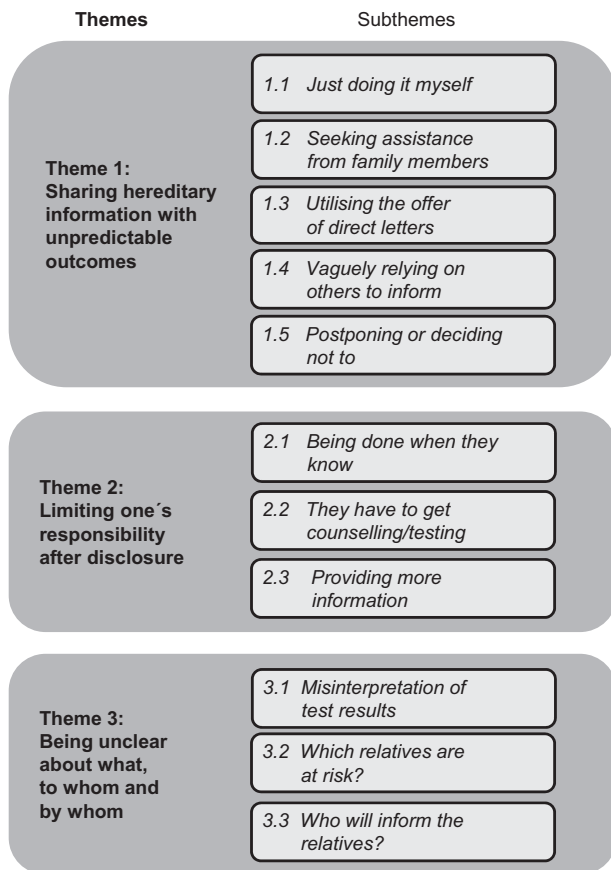 Themes Subthemes
Theme 1:
Sharing hereditary
information with
unpredictable
outcomes
1.1 Just doing it myself
1.2 Seeking assistance
from family members
1.3 Utilising the offer
of direct letters
1.4 Vaguely relying on
others to inform
1.5 Postponing or deciding
not to
Theme 2:
Limiting one´s
responsibility
after disclosure
2.1 Being done when they
know
2.2 They have to get
counselling/testing
2.3 Providing more
information
Theme 3:
Being unclear
about what,
to whom and
by whom
3.1 Misinterpretation of
test results
3.2 Which relatives are
at risk?
3.3 Who will inform the
relatives?